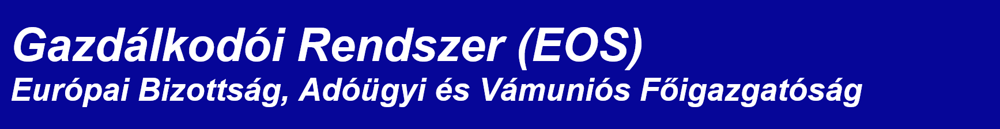 Gazdálkodói Rendszer (EOS)
Európai Bizottság, Adóügyi és Vámuniós Főigazgatóság